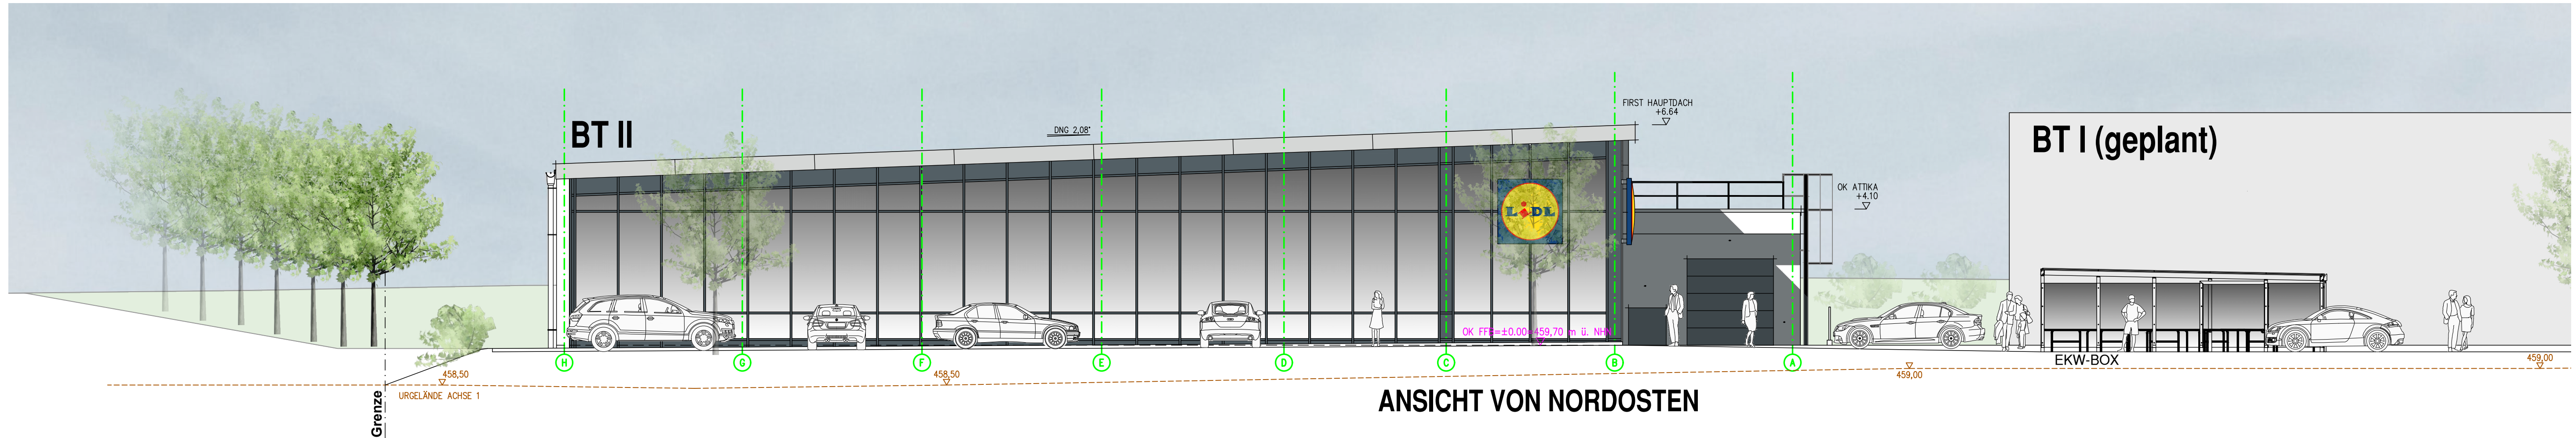 BT II
DNG 2,08°
FIRST HAUPTDACH
+6.64
BT I (geplant)
OK ATTIKA
+4.10
LiDL
OK FFB=±0.00=459,70 m ü. NHN
EKW-BOX
H
G
F
E
D
C
B
A
458,50
458,50
459,00
459,00
URGELÄNDE ACHSE 1
Grenze
ANSICHT VON NORDOSTEN